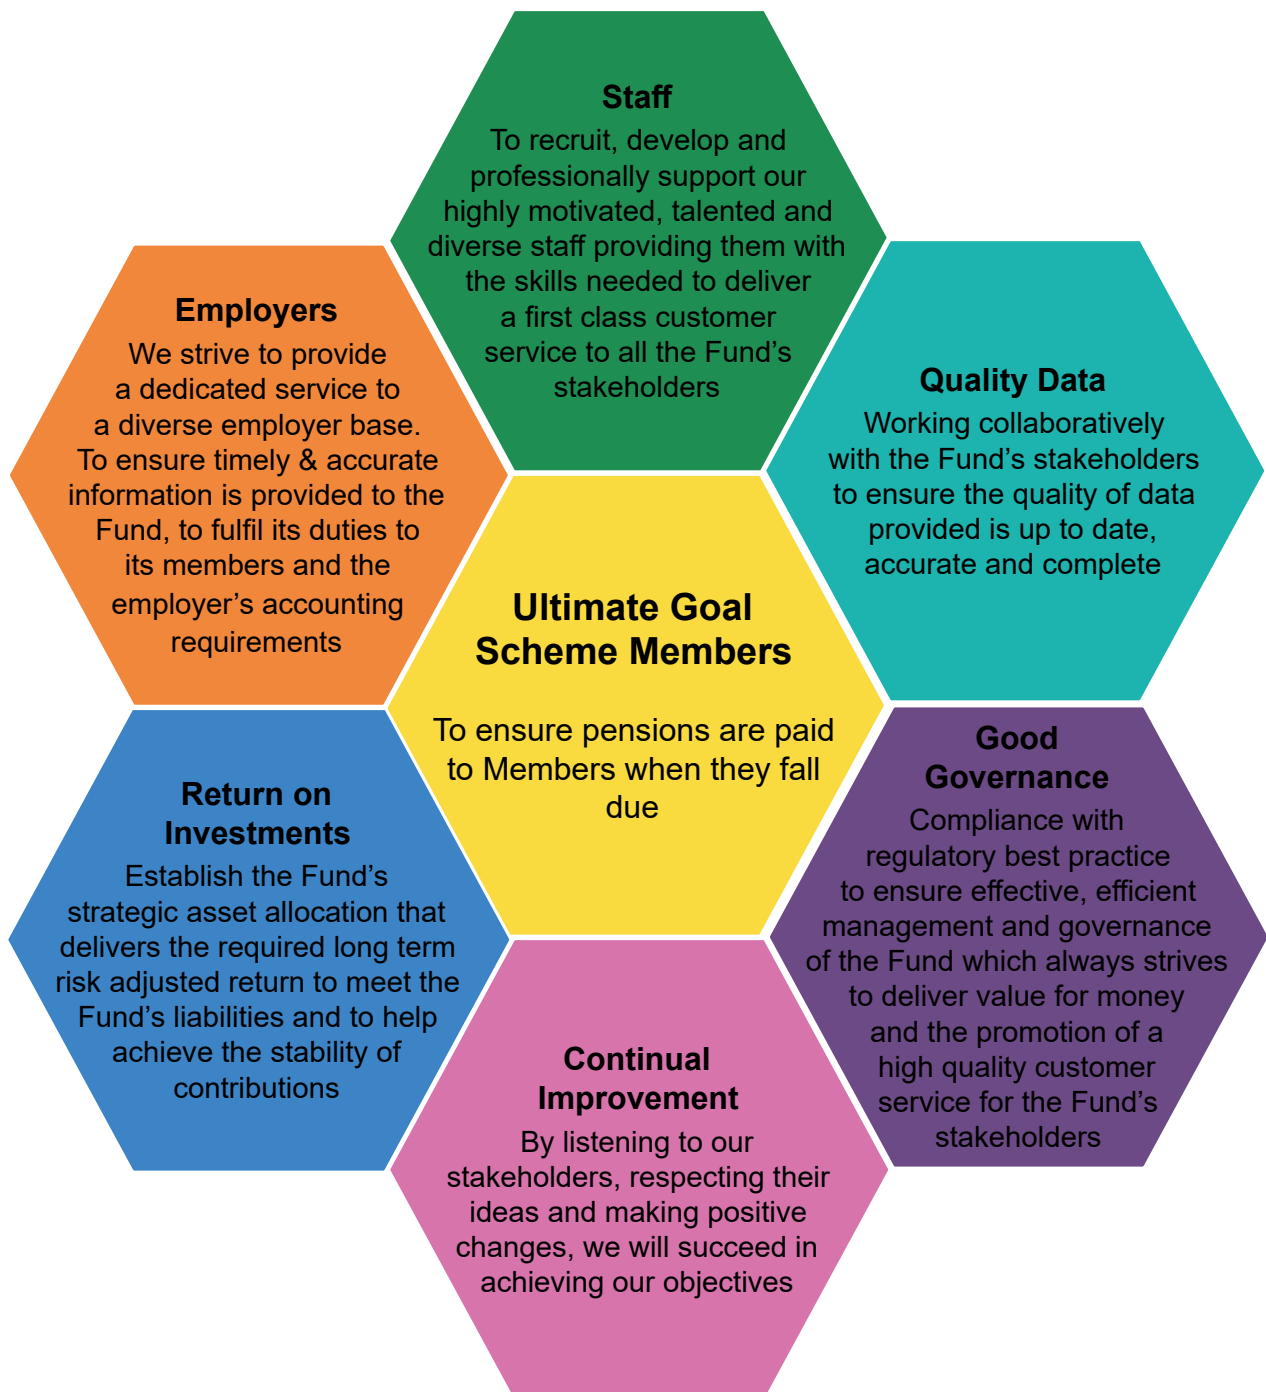 Staff
To recruit, develop and
professionally support our
highly motivated, talented and
diverse staff providing them with
the skills needed to deliver
a first class customer
service to all the Fund's
stakeholders
Employers
We strive to provide
a dedicated service to
a diverse employer base.
To ensure timely & accurate
information is provided to the
Fund, to fulfil its duties to
its members and the
employer’s accounting
requirements
Quality Data
Working collaboratively
with the Fund’s stakeholders
to ensure the quality of data
provided is up to date,
accurate and complete
Ultimate Goal
Scheme Members
To ensure pensions are paid
to Members when they fall
due
Return on
Investments
Establish the Fund’s
strategic asset allocation that
delivers the required long term
risk adjusted return to meet the
Fund’s liabilities and to help
achieve the stability of
contributions
Good
Governance
Compliance with
regulatory best practice
to ensure effective, efficient
management and governance
of the Fund which always strives
to deliver value for money
and the promotion of a
high quality customer
service for the Fund’s
stakeholders
Continual
Improvement
By listening to our
stakeholders, respecting their
ideas and making positive
changes, we will succeed in
achieving our objectives